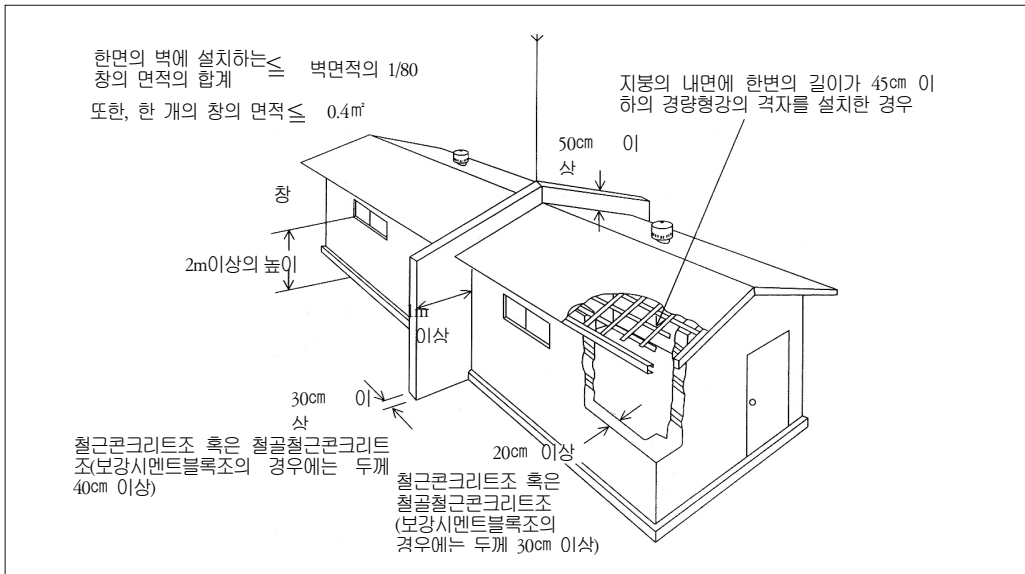 한면의 벽에 설치하는
창의 면적의 합계 ≦ 벽면적의 1/80
또한, 한 개의 창의 면적 ≦ 0.4㎡
지붕의 내면에 한변의 길이가 45㎝ 이
하의 경량형강의 격자를 설치한 경우
50㎝ 이
상
창
2m이상의 높이
1m
이상
30㎝ 이
상
철근콘크리트조 혹은 철골철근콘크리트
조(보강시멘트블록조의 경우에는 두께
40㎝ 이상)
20㎝ 이상
철근콘크리트조 혹은
철골철근콘크리트조
(보강시멘트블록조의
경우에는 두께 30㎝ 이상)